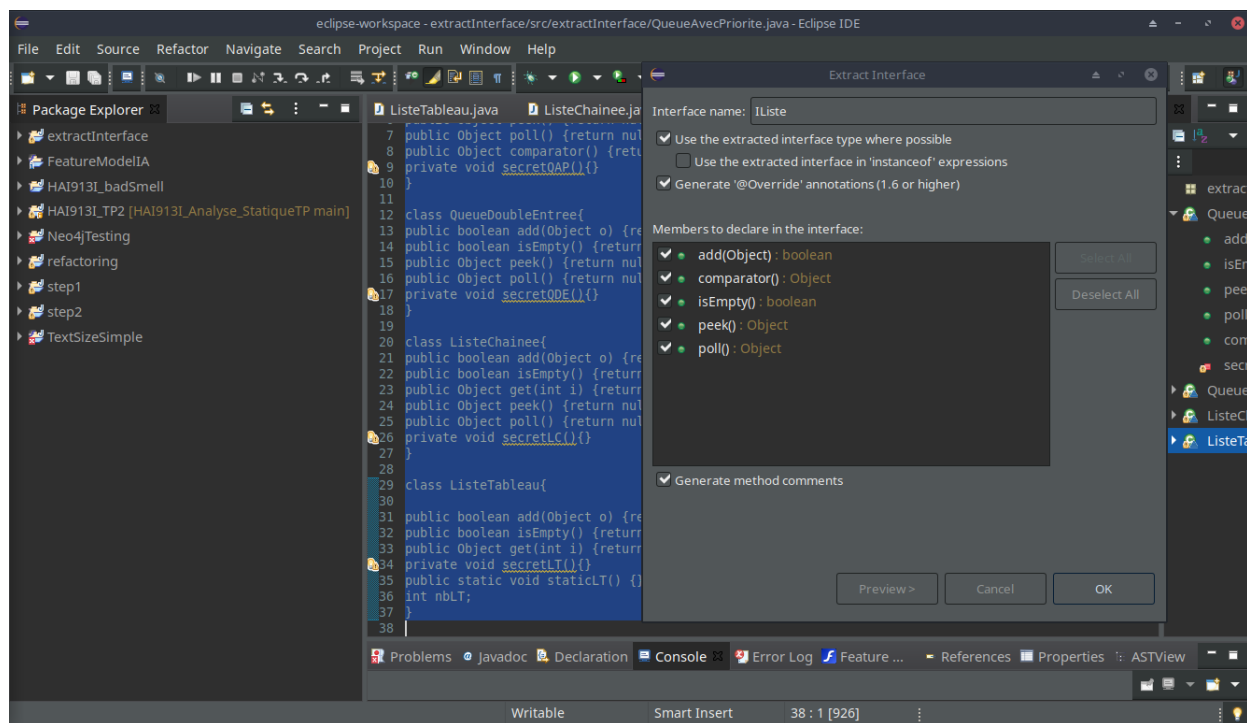 eclipse-workspace - extractInterface/src/extractInterface/QueueAvecPriorite.java - Eclipse IDE
File Edit Source Refactor Navigate Search Project Run Window Help
Package Explorer
extractInterface
FeatureModelIA
HAI913I_badSmell
HAI913I_TP2 [HAI913I_Analyse_StatiqueTP main]
Neo4jTesting
refactoring
step1
step2
TextSizeSimple
ListeTableau.java ListeChainee.ja
7 public Object poll() {return nul
8 public Object comparator() {retu
9 private void secretQAP(){}
10 }
11
12 class QueueDoubleEntree{
13 public boolean add(Object o) {re
14 public boolean isEmpty() {return
15 public Object peek() {return nul
16 public Object poll() {return nul
17 private void secretQDE(){}
18 }
19
20 class ListeChainee{
21 public boolean add(Object o) {re
22 public boolean isEmpty() {return
23 public Object get(int i) {return
24 public Object peek() {return nul
25 public Object poll() {return nul
26 private void secretLC(){}
27 }
28
29 class ListeTableau{
30
31 public boolean add(Object o) {re
32 public boolean isEmpty() {return
33 public Object get(int i) {return
34 private void secretLT(){}
35 public static void staticLT() {}
36 int nbLT;
37 }
38
Extract Interface
Interface name: IListe
Use the extracted interface type where possible
Use the extracted interface in 'instanceof' expressions
Generate '@Override' annotations (1.6 or higher)
Members to declare in the interface:
add(Object) : boolean
comparator() : Object
isEmpty() : boolean
peek() : Object
poll() : Object
Select All
Deselect All
Generate method comments
Preview > Cancel OK
extrac
Queue
add
isEm
pee
poll
com
secr
Queue
ListeC
ListeTa
Problems Javadoc Declaration Console Error Log Feature ... References Properties ASTView
Writable Smart Insert 38 : 1 [926]